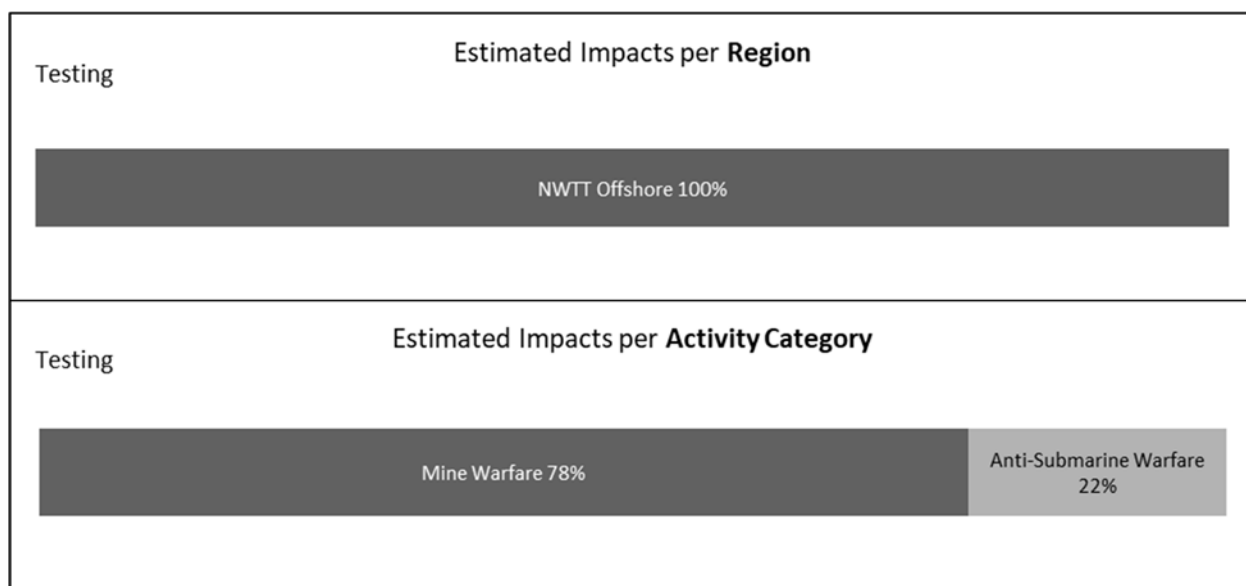 Estimated Impacts per Region
Testing
NWTT Offshore 100%
Estimated Impacts per Activity Category
Testing
Mine Warfare 78%
Anti-Submarine Warfare
22%